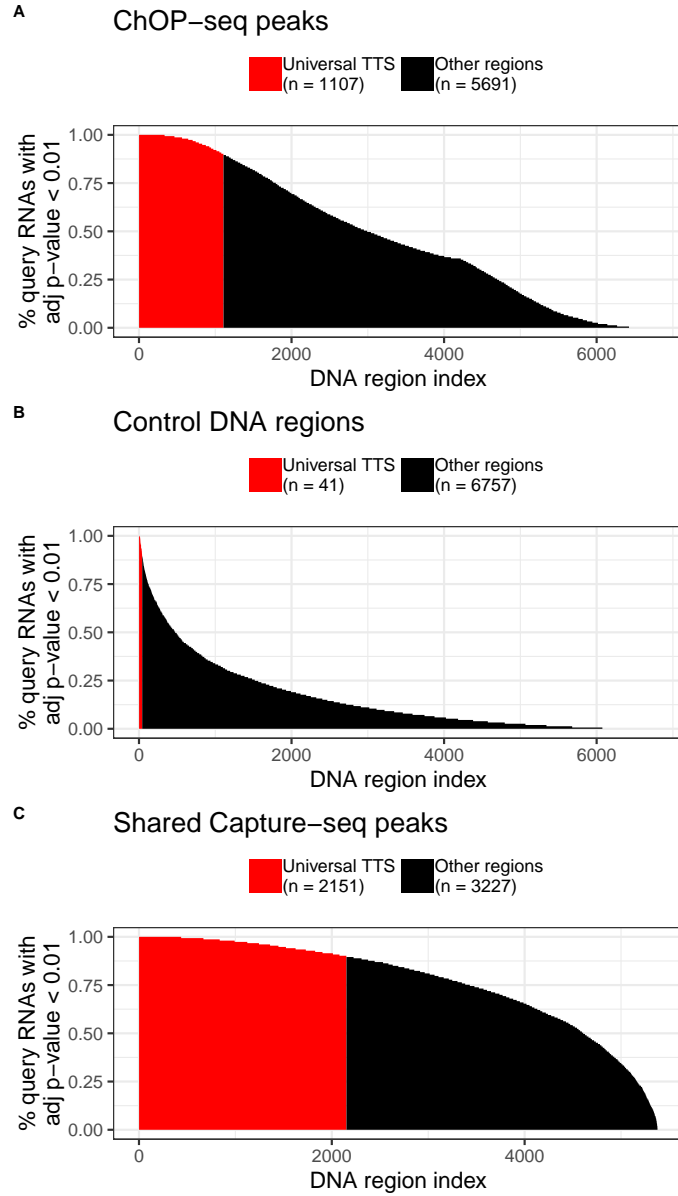 A
ChOP−seq peaks
Universal TTS
(n = 1107)
Other regions
(n = 5691)
% query RNAs with
adj p−value < 0.01
1.00
0.75
0.50
0.25
0.00
0
2000
4000
6000
DNA region index
B
Control DNA regions
Universal TTS
(n = 41)
Other regions
(n = 6757)
% query RNAs with
adj p−value < 0.01
1.00
0.75
0.50
0.25
0.00
0
2000
4000
6000
DNA region index
C
Shared Capture−seq peaks
Universal TTS
(n = 2151)
Other regions
(n = 3227)
% query RNAs with
adj p−value < 0.01
1.00
0.75
0.50
0.25
0.00
0
2000
4000
DNA region index